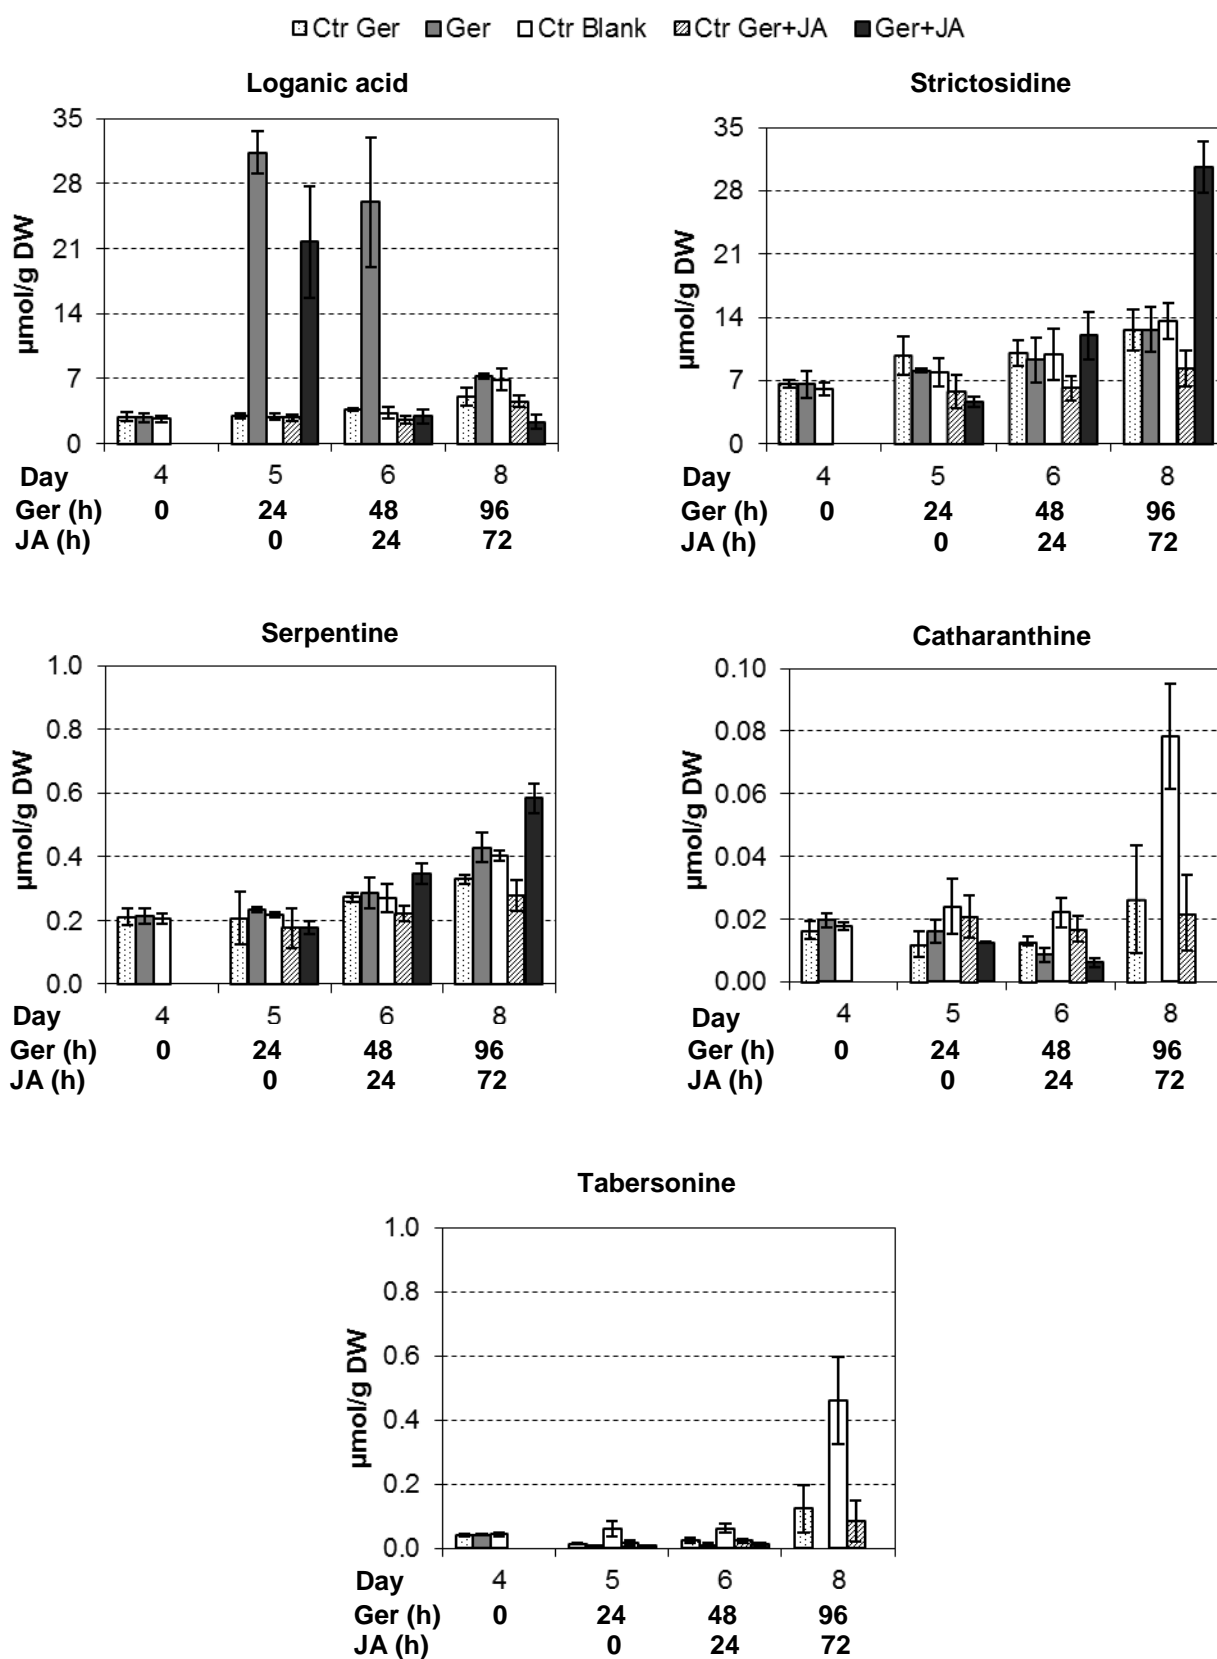 Ctr Ger Ger Ctr Blank Ctr Ger+JA Ger+JA
Loganic acid
35
28
21
14
7
0
µmol/g DW
Day 4 5 6 8
Ger (h) 0 24 48 96
JA (h) 0 24 72
Strictosidine
35
28
21
14
7
0
µmol/g DW
Day 4 5 6 8
Ger (h) 0 24 48 96
JA (h) 0 24 72
Serpentine
1.0
0.8
0.6
0.4
0.2
0.0
µmol/g DW
Day 4 5 6 8
Ger (h) 0 24 48 96
JA (h) 0 24 72
Catharanthine
0.10
0.08
0.06
0.04
0.02
0.00
µmol/g DW
Day 4 5 6 8
Ger (h) 0 24 48 96
JA (h) 0 24 72
Tabersonine
1.0
0.8
0.6
0.4
0.2
0.0
µmol/g DW
Day 4 5 6 8
Ger (h) 0 24 48 96
JA (h) 0 24 72